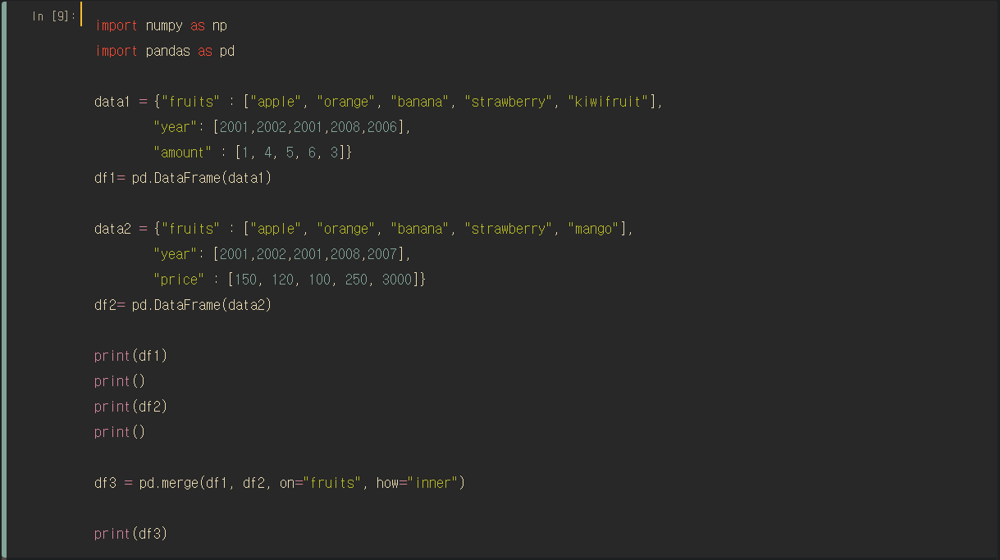 In [9]:
import numpy as np
import pandas as pd
data1 = {"fruits" : ["apple", "orange", "banana", "strawberry", "kiwifruit"],
"year": [2001,2002,2001,2008,2006],
"amount" : [1, 4, 5, 6, 3]}
df1= pd.DataFrame(data1)
data2 = {"fruits" : ["apple", "orange", "banana", "strawberry", "mango"],
"year": [2001,2002,2001,2008,2007],
"price" : [150, 120, 100, 250, 3000]}
df2= pd.DataFrame(data2)
print(df1)
print()
print(df2)
print()
df3 = pd.merge(df1, df2, on="fruits", how="inner")
print(df3)